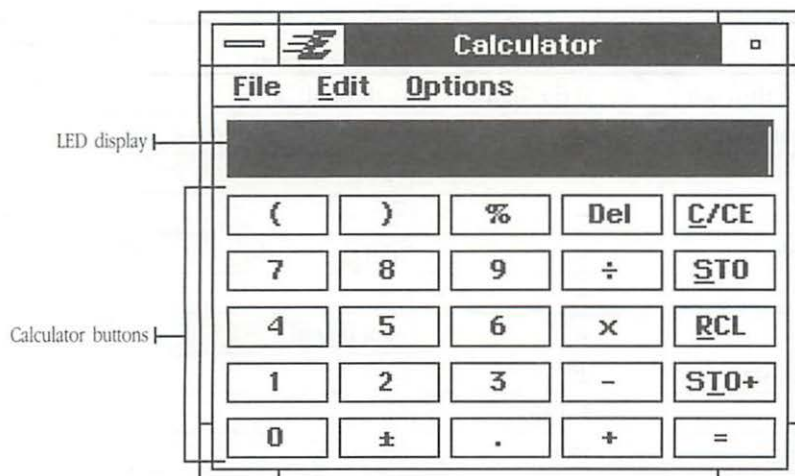 Calculator
File Edit Options
LED display
( ) % Del C/CE
7 8 9 ÷ STO
4 5 6 x RCL
Calculator buttons
1 2 3 - STO+
0 ± . + =